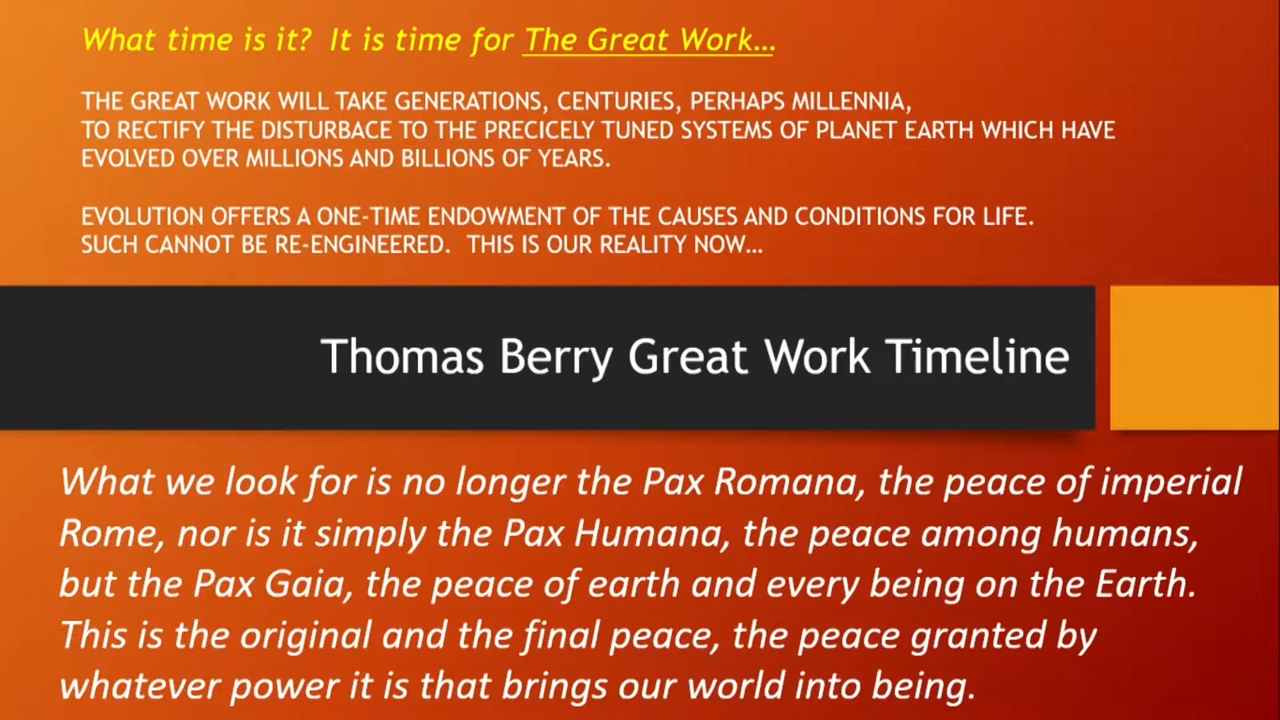 What time is it?  It is time for The Great Work...
THE GREAT WORK WILL TAKE GENERATIONS, CENTURIES, PERHAPS MILLENNIA,
TO RECTIFY THE DISTURBACE TO THE PRECICELY TUNED SYSTEMS OF PLANET EARTH WHICH HAVE
EVOLVED OVER MILLIONS AND BILLIONS OF YEARS.
EVOLUTION OFFERS A ONE-TIME ENDOWMENT OF THE CAUSES AND CONDITIONS FOR LIFE.
SUCH CANNOT BE RE-ENGINEERED.  THIS IS OUR REALITY NOW...
Thomas Berry Great Work Timeline
What we look for is no longer the Pax Romana, the peace of imperial
Rome, nor is it simply the Pax Humana, the peace among humans,
but the Pax Gaia, the peace of earth and every being on the Earth.
This is the original and the final peace, the peace granted by
whatever power it is that brings our world into being.